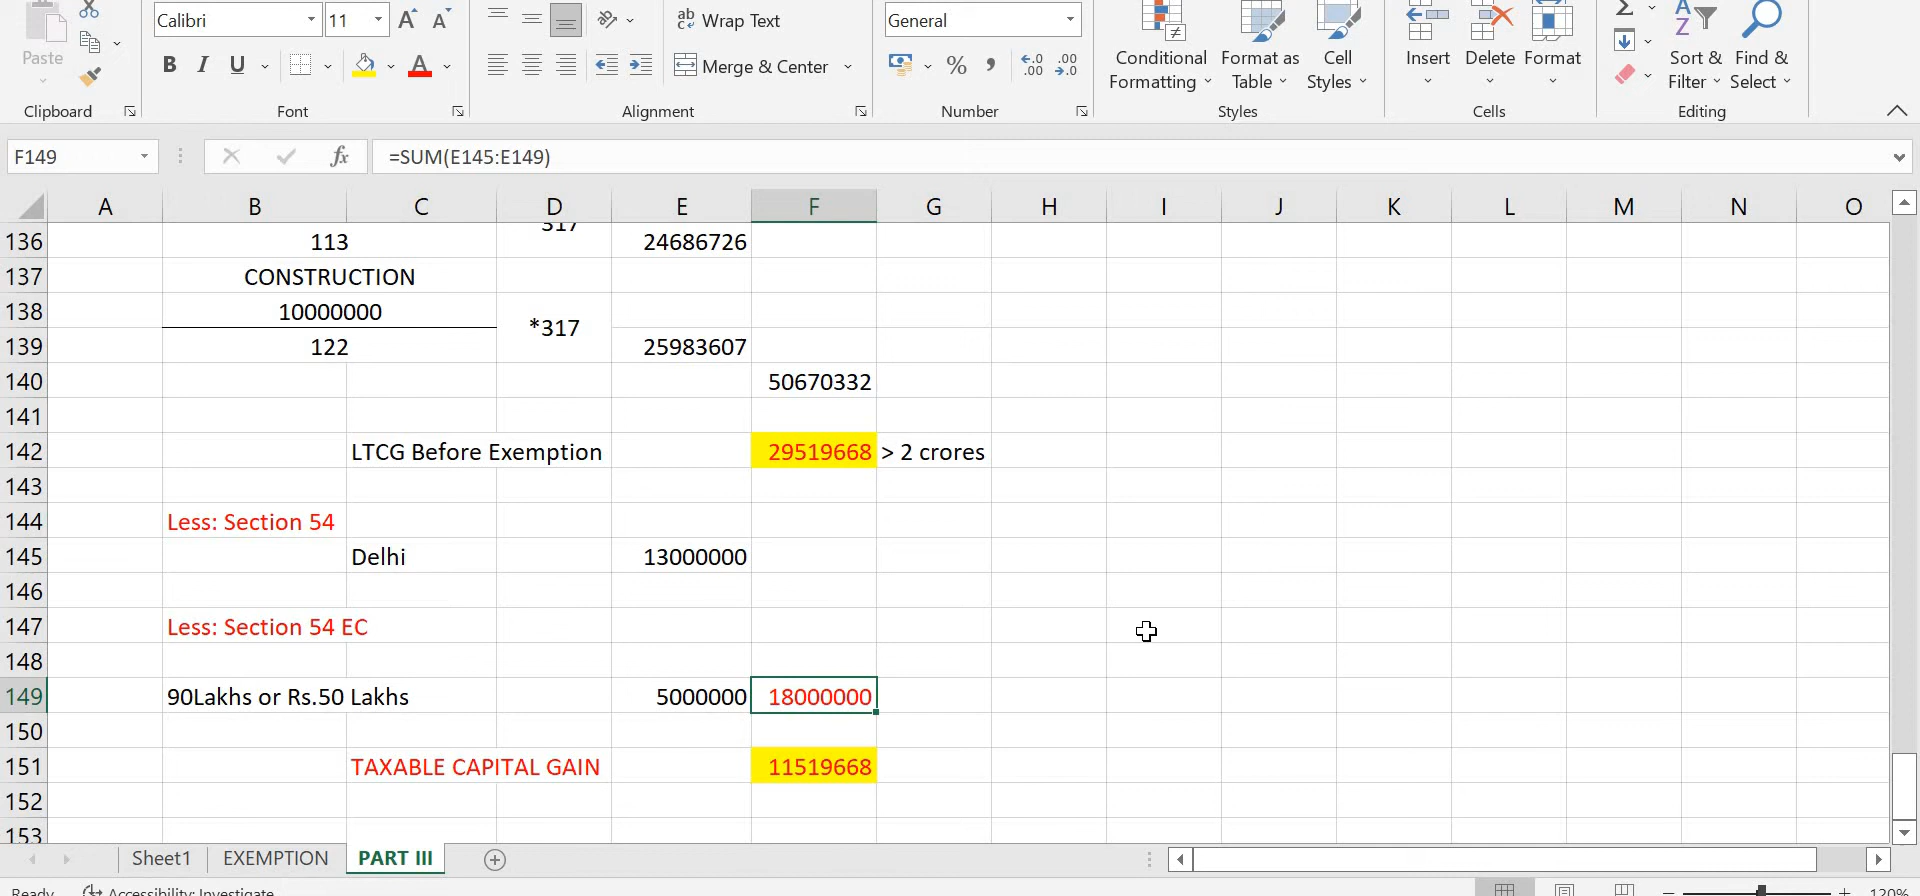 Calibri 11 A A ab Wrap Text General
Paste B I U A Merge & Center % , .00 .00 Conditional Formatting Format as Table Cell Styles Insert Delete Format Sort & Filter Find & Select
Clipboard Font Alignment Number Styles Cells Editing
F149 fx =SUM(E145:E149)
A B C D E F G H I J K L M N O
136 113 317 24686726
137 CONSTRUCTION
138 10000000 *317
139 122 25983607
140 50670332
141
142 LTCG Before Exemption 29519668 > 2 crores
143
144 Less: Section 54
145 Delhi 13000000
146
147 Less: Section 54 EC
148
149 90Lakhs or Rs.50 Lakhs 5000000 18000000
150
151 TAXABLE CAPITAL GAIN 11519668
152
153
Sheet1 EXEMPTION PART III
Ready Accessibility: Investigate 120%